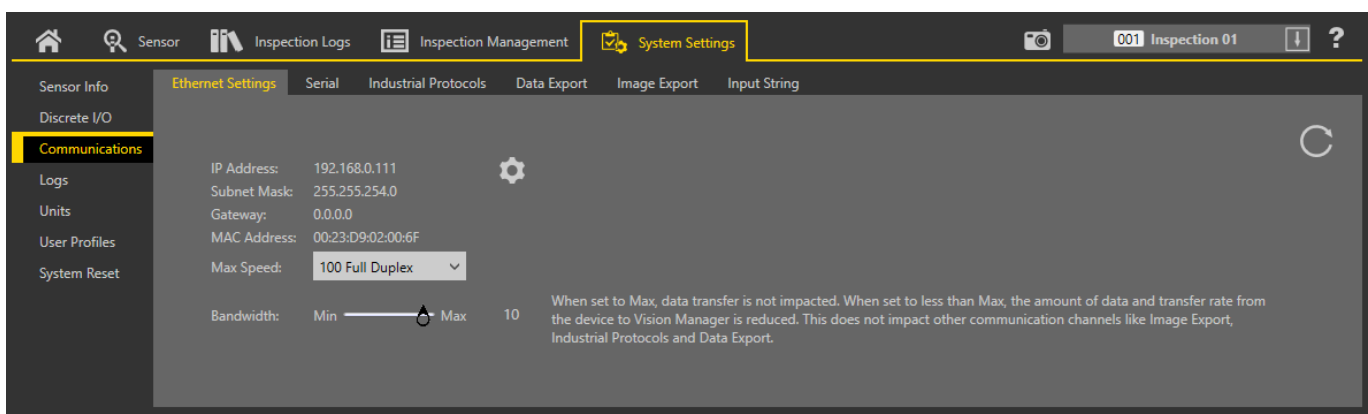 Sensor Inspection Logs Inspection Management System Settings 001 Inspection 01 ?
Sensor Info Ethernet Settings Serial Industrial Protocols Data Export Image Export Input String
Discrete I/O
Communications
Logs
Units
User Profiles
System Reset
IP Address: 192.168.0.111
Subnet Mask: 255.255.254.0
Gateway: 0.0.0.0
MAC Address: 00:23:D9:02:00:6F
Max Speed: 100 Full Duplex
Bandwidth: Min Max 10
When set to Max, data transfer is not impacted. When set to less than Max, the amount of data and transfer rate from
the device to Vision Manager is reduced. This does not impact other communication channels like Image Export,
Industrial Protocols and Data Export.